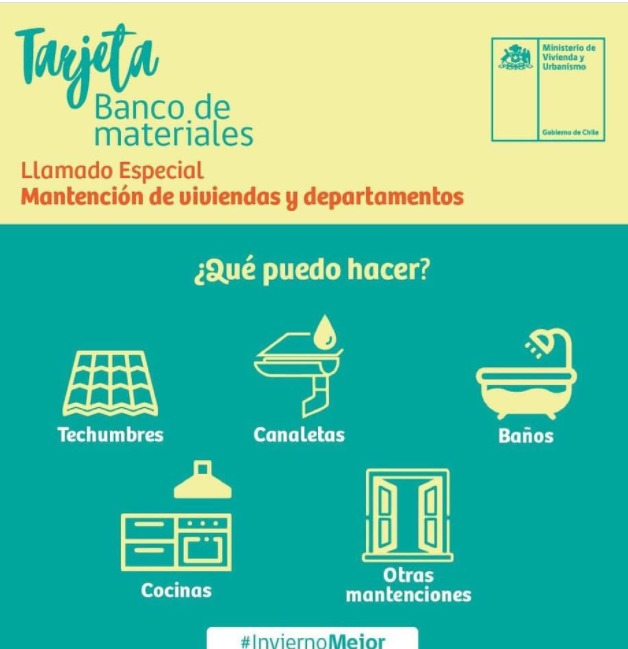 Tarjeta
Banco de
materiales
Ministerio de
Vivienda y
Urbanismo
Gobierno de Chile
Llamado Especial
Mantención de viviendas y departamentos
¿Qué puedo hacer?
Techumbres
Canaletas
Baños
Cocinas
Otras
mantenciones
#InviernoMejor